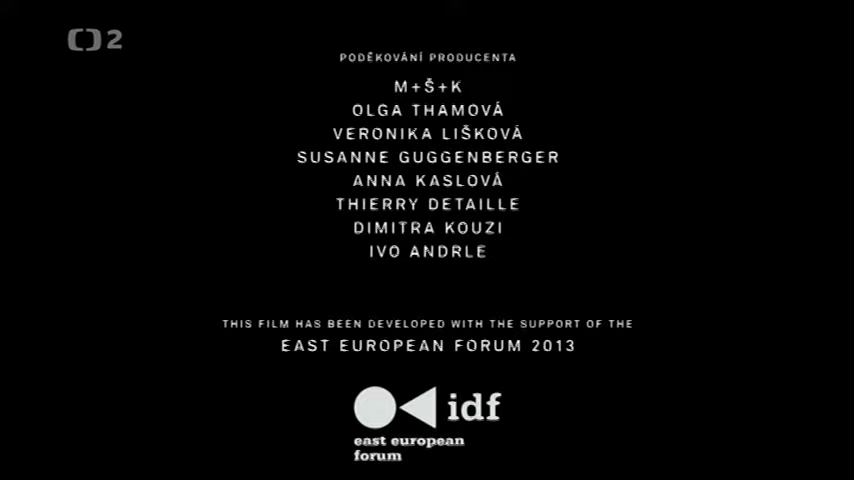 2
PODĚKOVÁNÍ PRODUCENTA
M+Š+K
OLGA THAMOVÁ
VERONIKA LIŠKOVÁ
SUSANNE GUGGENBERGER
ANNA KASLOVÁ
THIERRY DETAILLE
DIMITRA KOUZI
IVO ANDRLE
THIS FILM HAS BEEN DEVELOPED WITH THE SUPPORT OF THE
EAST EUROPEAN FORUM 2013
idf
east european
forum